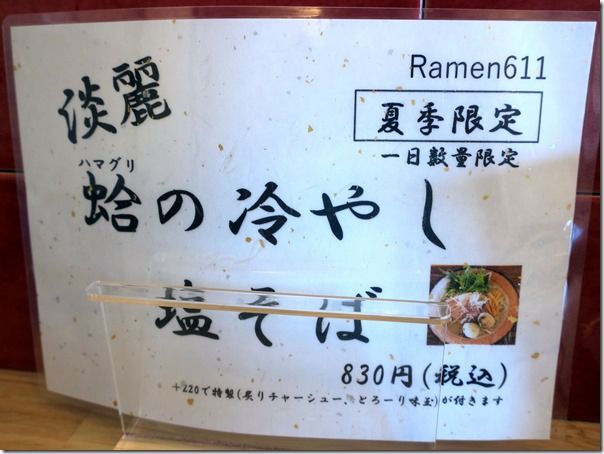 Ramen611
夏季限定
一日数量限定
淡麗
ハマグリ
蛤の冷やし
塩そば
830円(税込)
+220で特製(炙りチャーシュー、とろーり味玉)が付きます